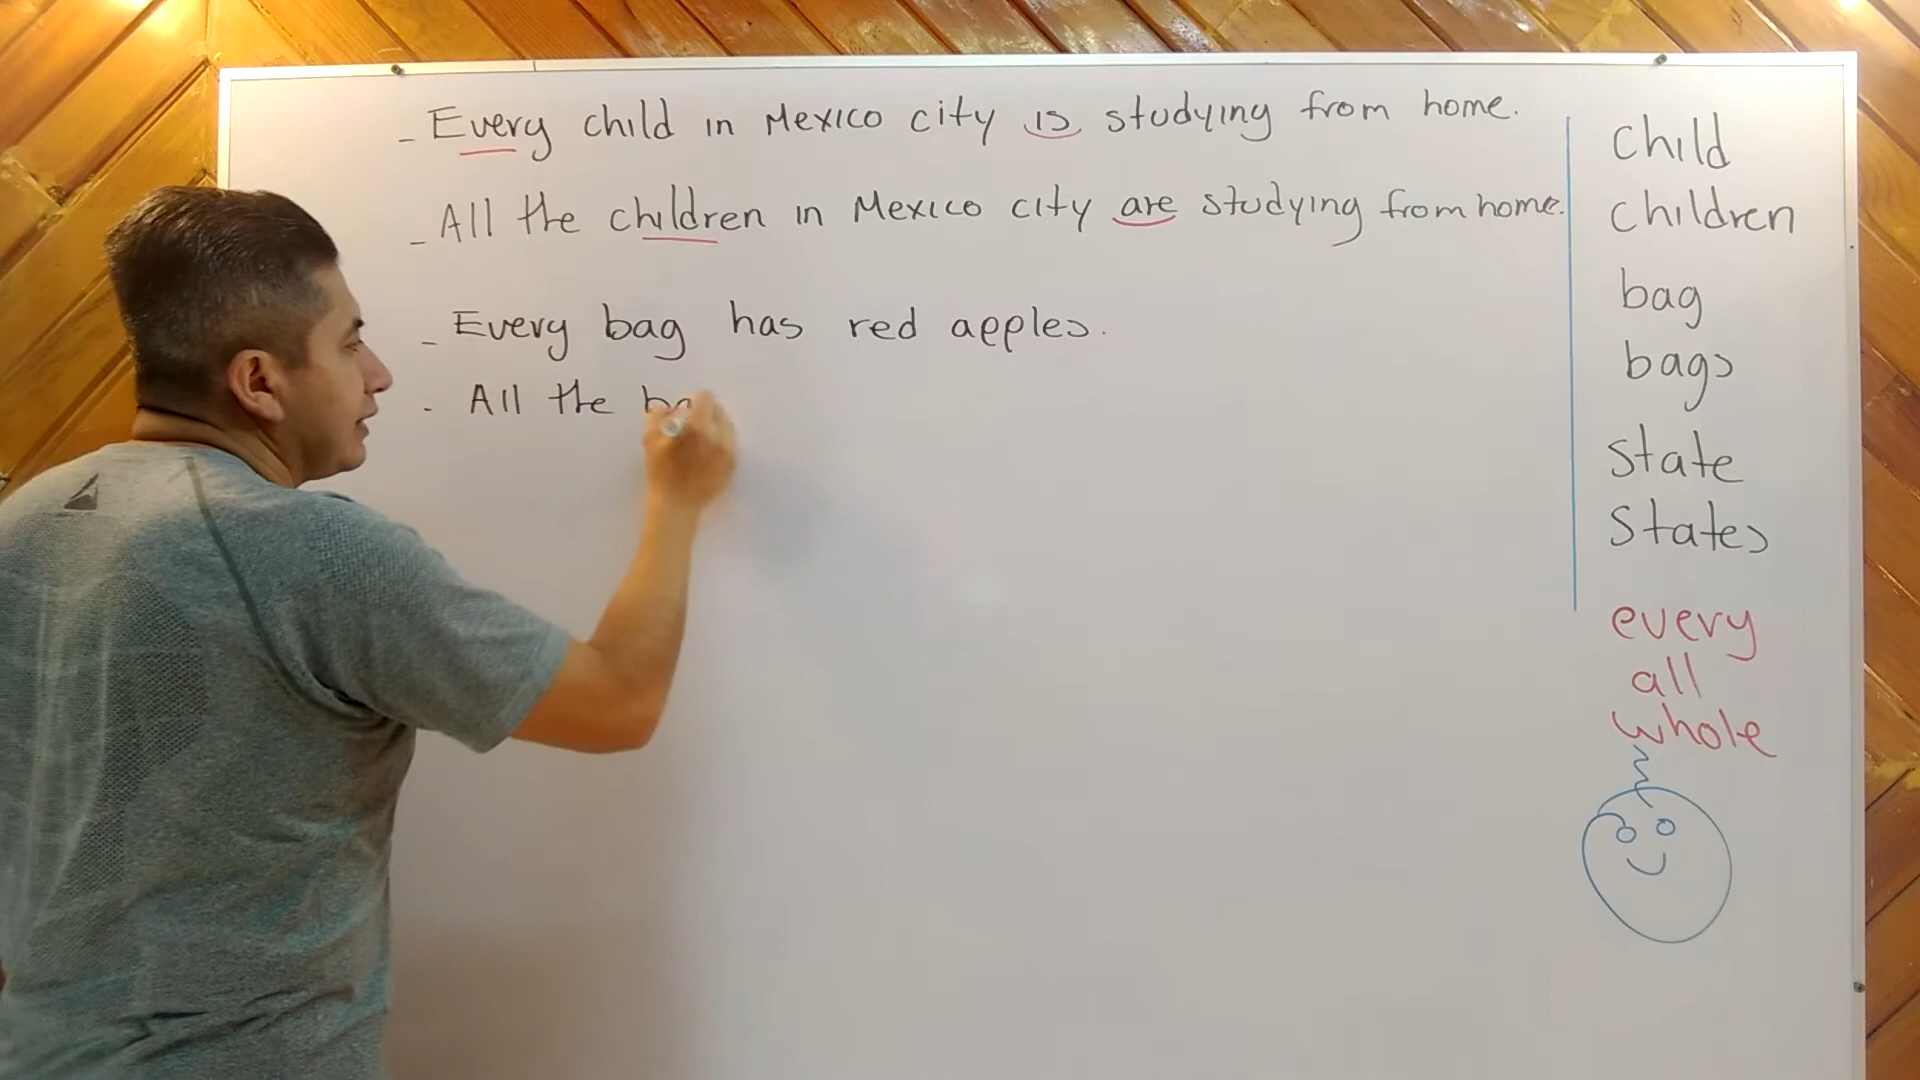 - Every child in Mexico city is studying from home.
- All the children in Mexico city are studying from home.
- Every bag has red apples.
- All the
child
children
bag
bags
state
states
every
all
whole